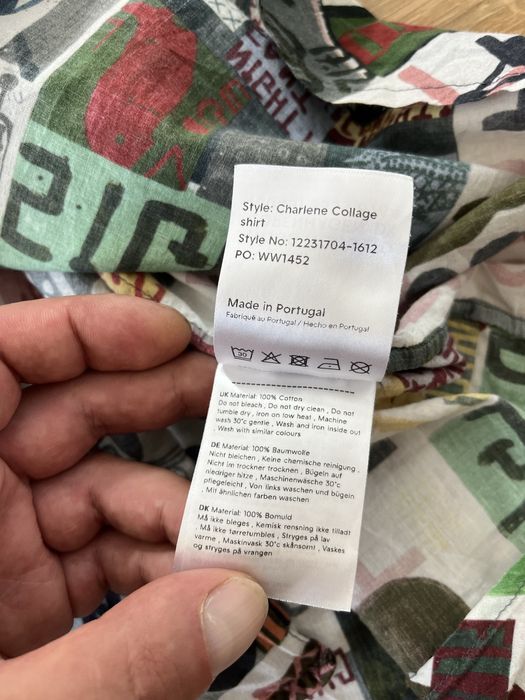 Style: Charlene Collage
shirt
Style No: 12231704-1612
PO: WW1452
Made in Portugal
Fabriqué au Portugal / Hecho en Portugal
30
UK Material: 100% Cotton
Do not bleach , Do not dry clean , Do not
tumble dry , Iron on low heat , Machine
wash 30°c gentle , Wash and iron inside out
, Wash with similar colours
DE Material: 100% Baumwolle
Nicht bleichen , Keine chemische reinigung ,
Nicht im trockner trocknen , Bügeln auf
niedriger hitze , Maschinenwäsche 30°c
pflegeleicht , Von links waschen und bügeln
, Mit ähnlichen farben waschen
DK Material: 100% Bomuld
Må ikke bleges , Kemisk rensning ikke tilladt
, Må ikke tørretumbles , Stryges på lav
varme , Maskinvask 30°c skånsomt , Vaskes
og stryges på vrangen